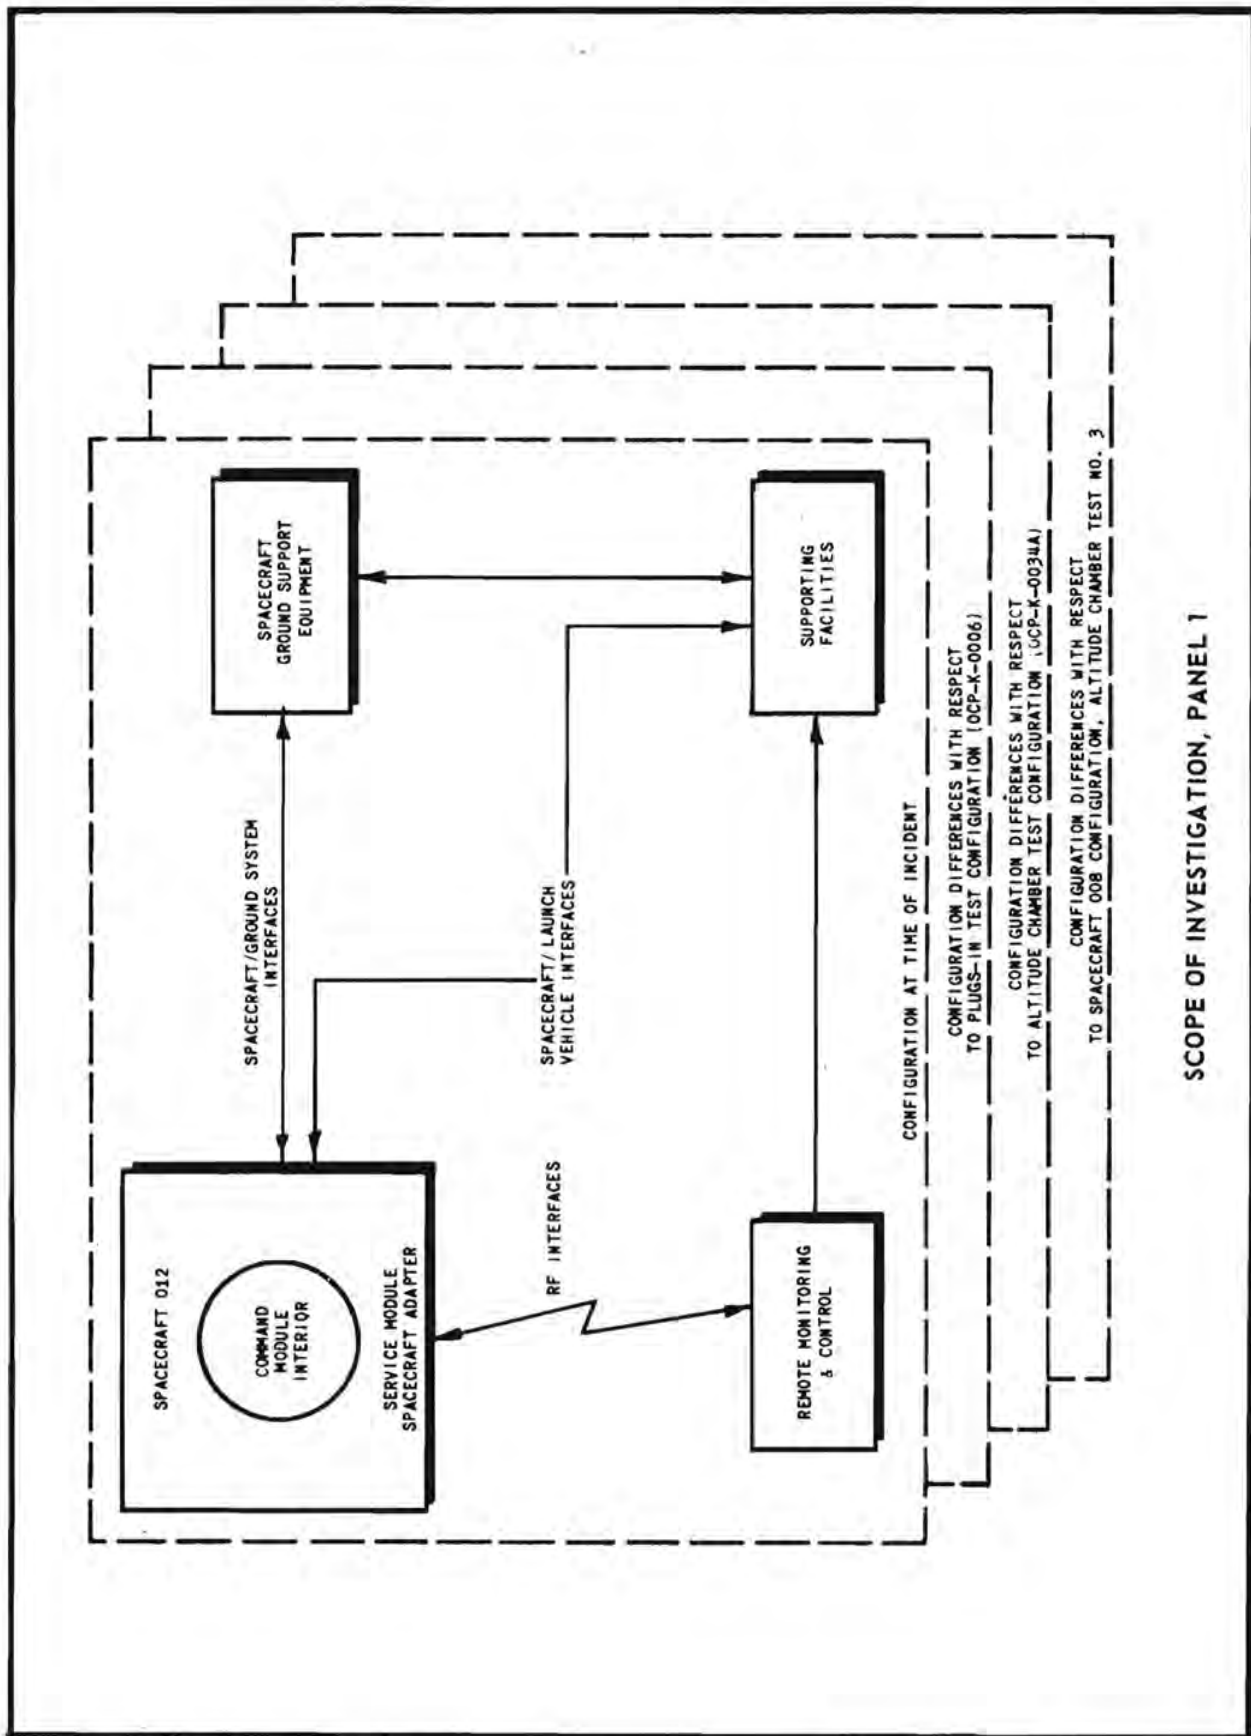 SPACECRAFT 012
COMMAND
MODULE
INTERIOR
SERVICE MODULE
SPACECRAFT ADAPTER
SPACECRAFT/GROUND SYSTEM
INTERFACES
SPACECRAFT
GROUND SUPPORT
EQUIPMENT
SPACECRAFT/LAUNCH
VEHICLE INTERFACES
RF INTERFACES
REMOTE MONITORING
& CONTROL
SUPPORTING
FACILITIES
CONFIGURATION AT TIME OF INCIDENT
CONFIGURATION DIFFERENCES WITH RESPECT
TO PLUGS-IN TEST CONFIGURATION (OCP-K-0006)
CONFIGURATION DIFFERENCES WITH RESPECT
TO ALTITUDE CHAMBER TEST CONFIGURATION (OCP-K-0034A)
CONFIGURATION DIFFERENCES WITH RESPECT
TO SPACECRAFT 008 CONFIGURATION, ALTITUDE CHAMBER TEST NO. 3
SCOPE OF INVESTIGATION, PANEL 1